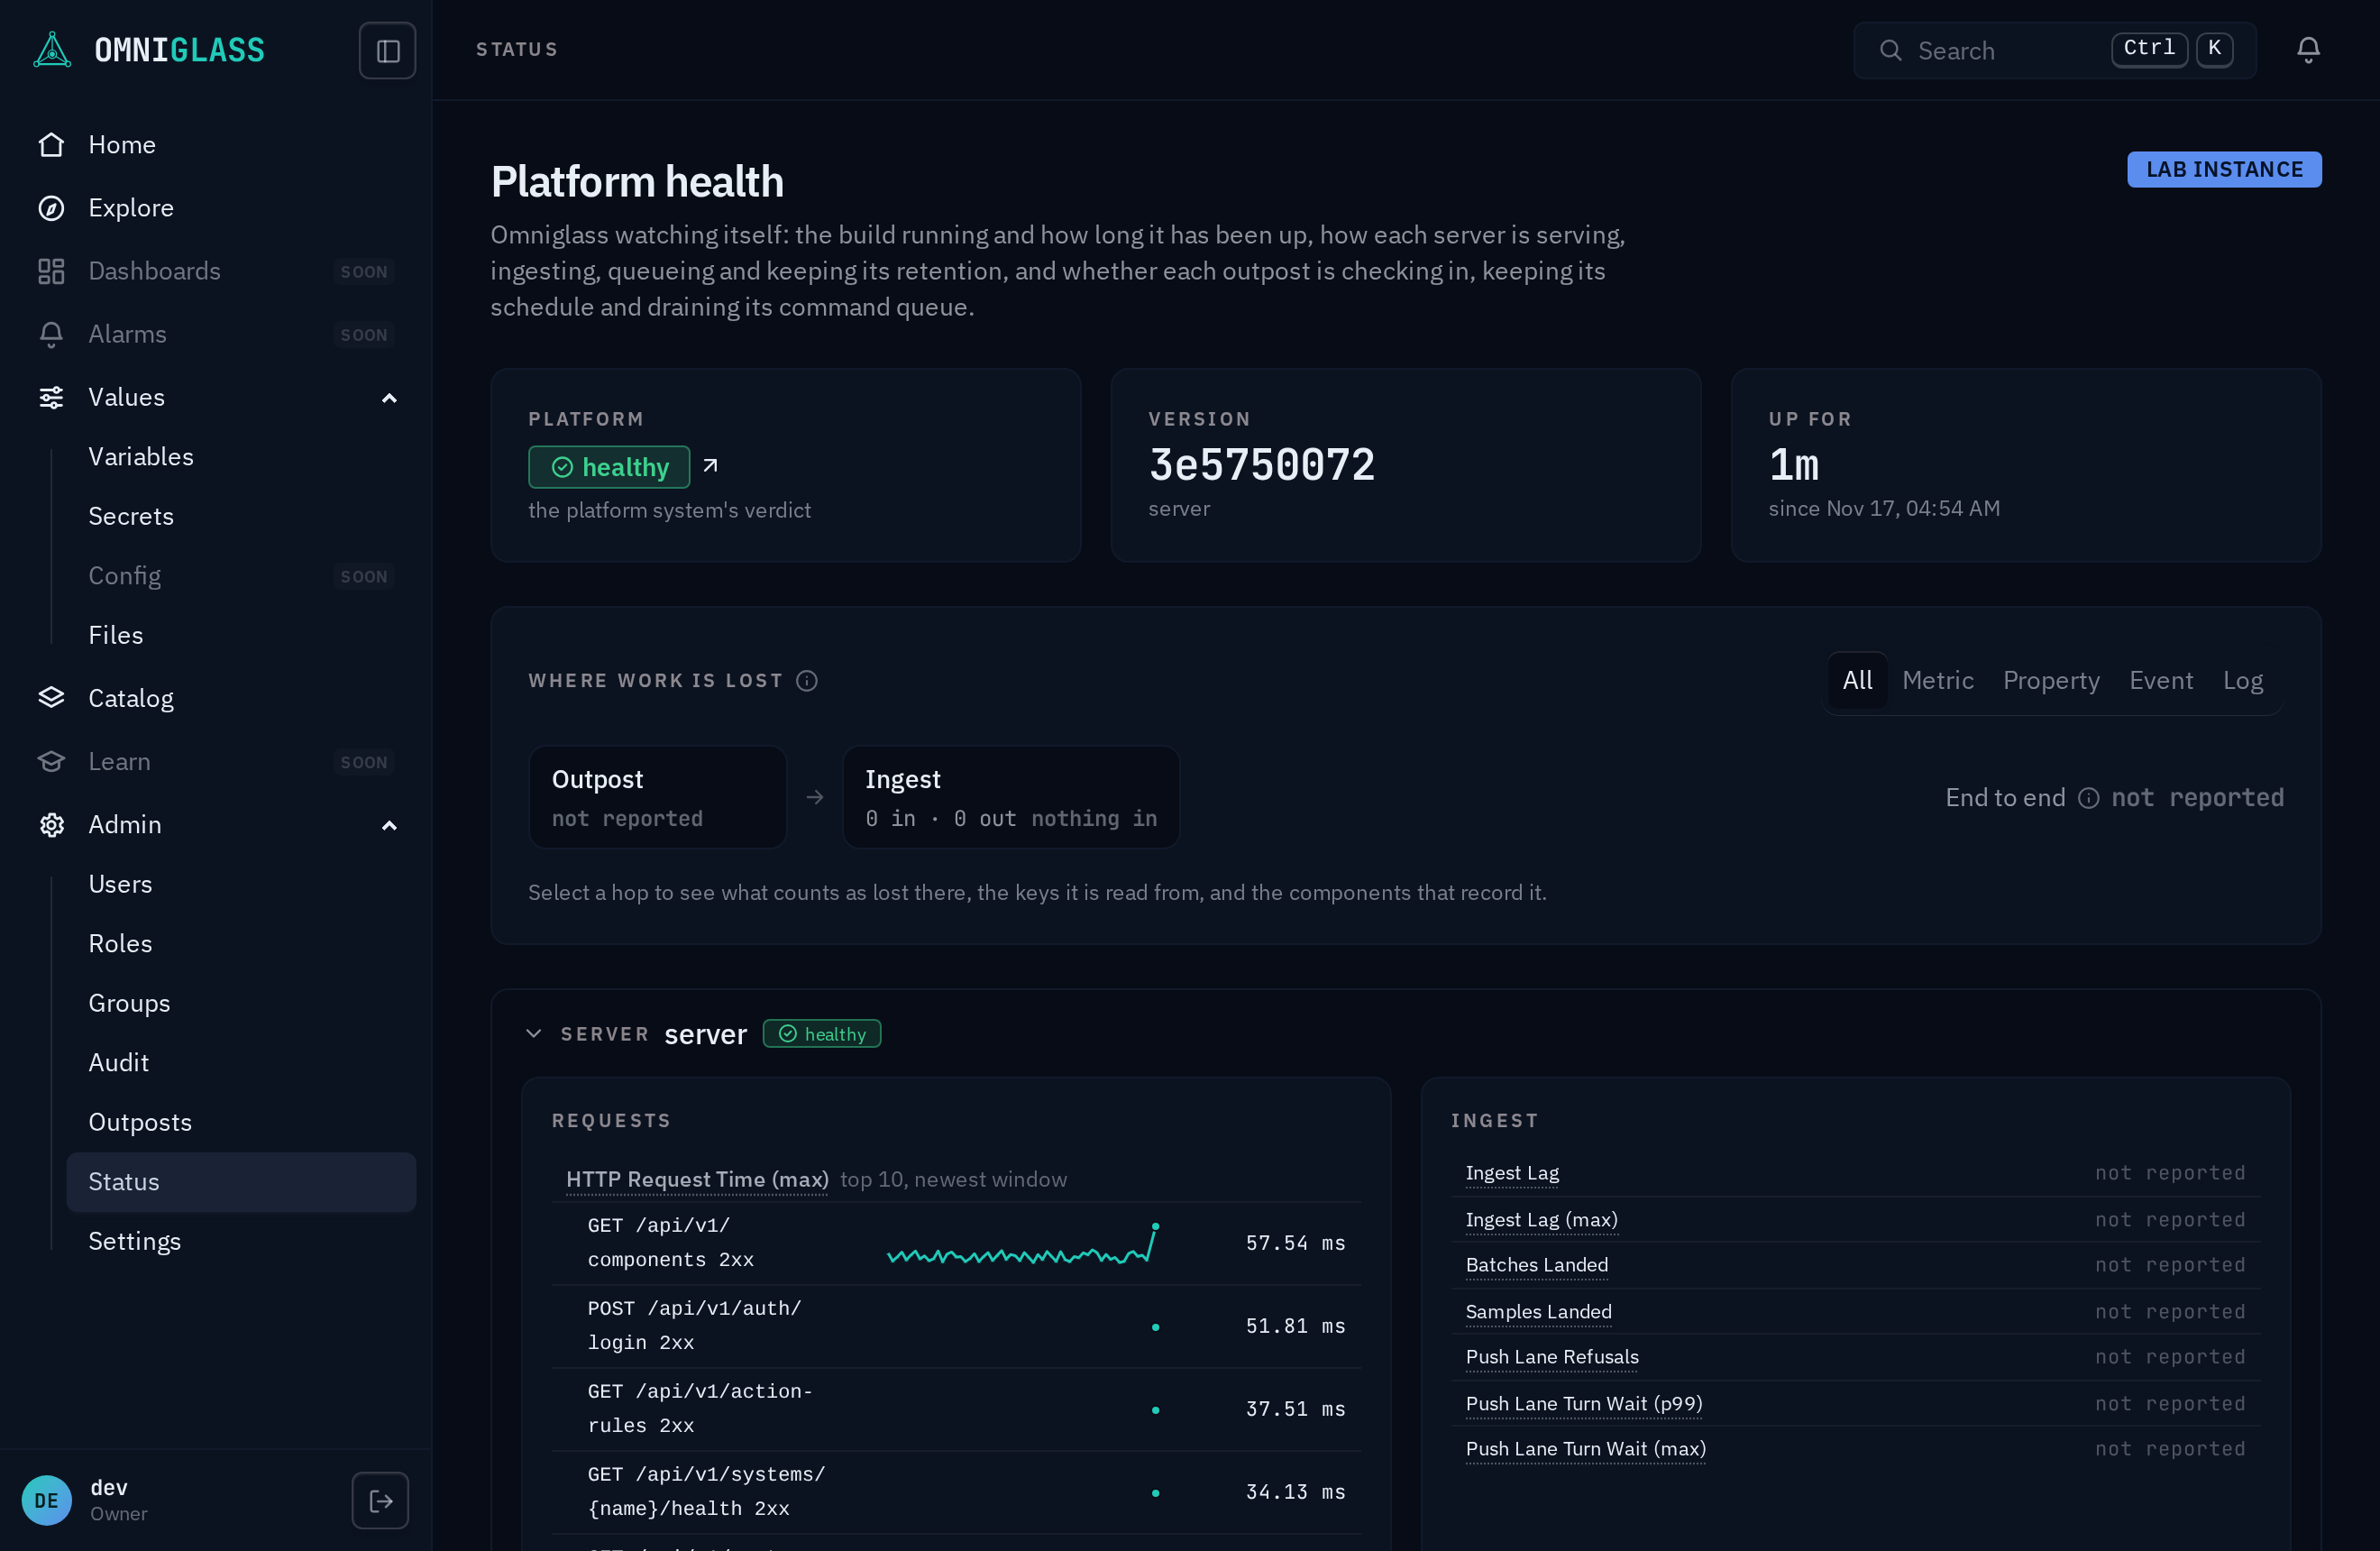 OMNIGLASS
STATUS
Search
Ctrl K
Home
Explore
Dashboards SOON
Alarms SOON
Values
Variables
Secrets
Config SOON
Files
Catalog
Learn SOON
Admin
Users
Roles
Groups
Audit
Outposts
Status
Settings
DE
dev
Owner
Platform health
LAB INSTANCE
Omniglass watching itself: the build running and how long it has been up, how each server is serving,
ingesting, queueing and keeping its retention, and whether each outpost is checking in, keeping its
schedule and draining its command queue.
PLATFORM
healthy
the platform system's verdict
VERSION
3e5750072
server
UP FOR
1m
since Nov 17, 04:54 AM
WHERE WORK IS LOST
All Metric Property Event Log
Outpost
not reported
Ingest
0 in · 0 out nothing in
End to end not reported
Select a hop to see what counts as lost there, the keys it is read from, and the components that record it.
SERVER server healthy
REQUESTS
HTTP Request Time (max) top 10, newest window
GET /api/v1/
components 2xx
57.54 ms
POST /api/v1/auth/
login 2xx
51.81 ms
GET /api/v1/action-
rules 2xx
37.51 ms
GET /api/v1/systems/
{name}/health 2xx
34.13 ms
INGEST
Ingest Lag not reported
Ingest Lag (max) not reported
Batches Landed not reported
Samples Landed not reported
Push Lane Refusals not reported
Push Lane Turn Wait (p99) not reported
Push Lane Turn Wait (max) not reported